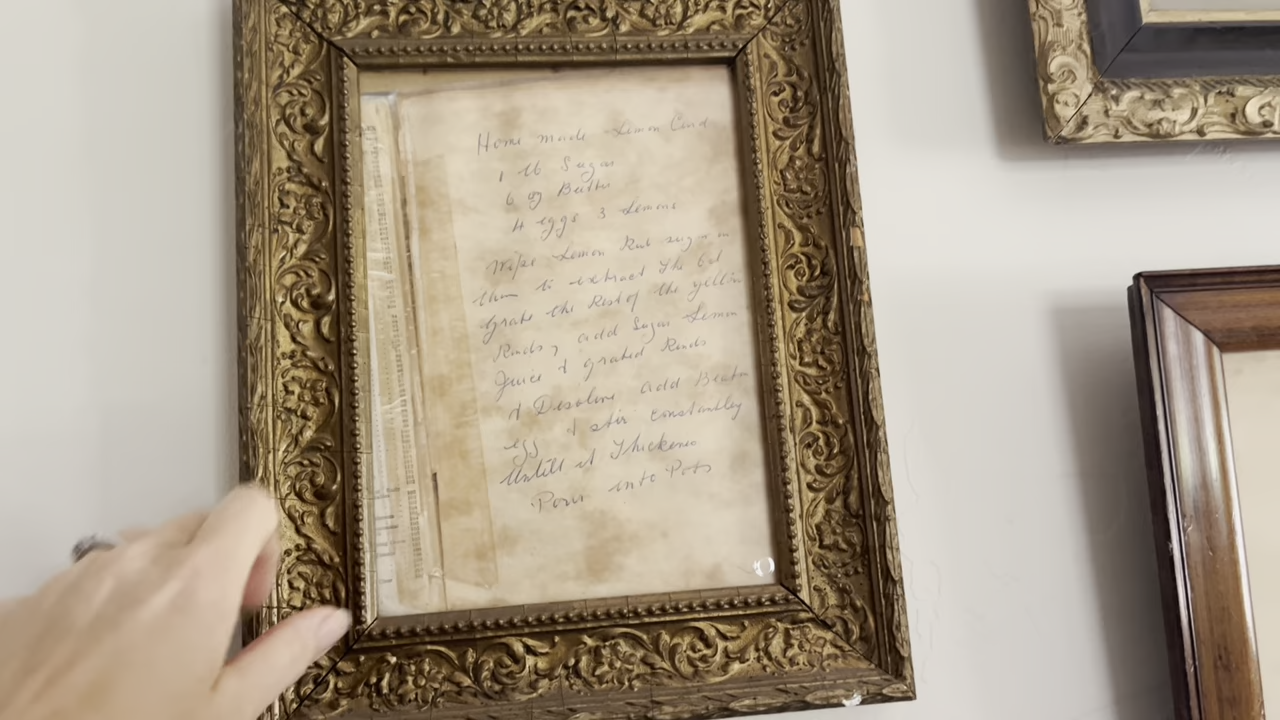 Home made Lemon Curd
1 lb Sugar
6 oz Butter
4 eggs 3 Lemons
Wipe Lemon Rub sugar on
them to extract the
Grate the Rest of the yellow
Rinds, add Sugar Lemon
Juice & grated Rinds
& Desolve add Beaten
egg & stir constantley
Untill it Thickens
Pour into Pots